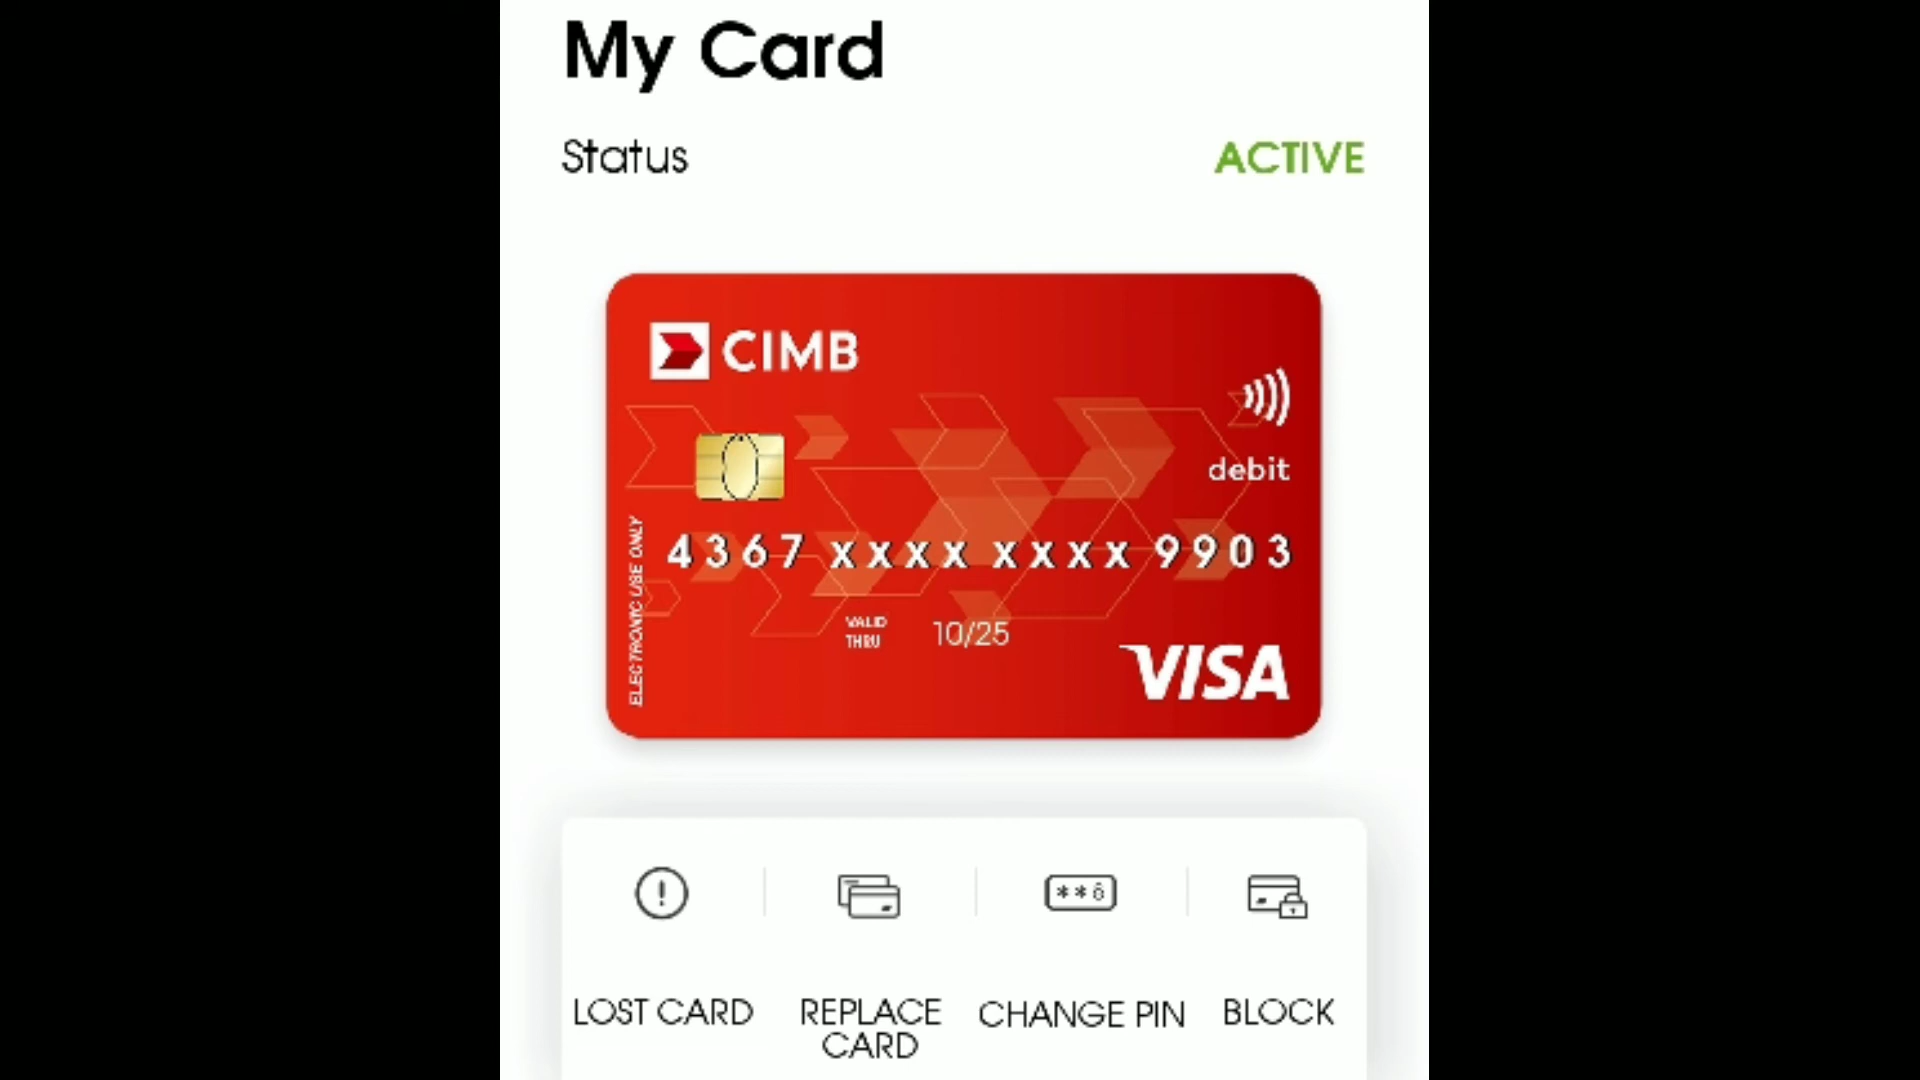 My Card
Status ACTIVE
CIMB
debit
4367 xxxx xxxx 9903
VALID
THRU
10/25
ELECTRONIC USE ONLY
VISA
LOST CARD
REPLACE
CARD
CHANGE PIN
BLOCK